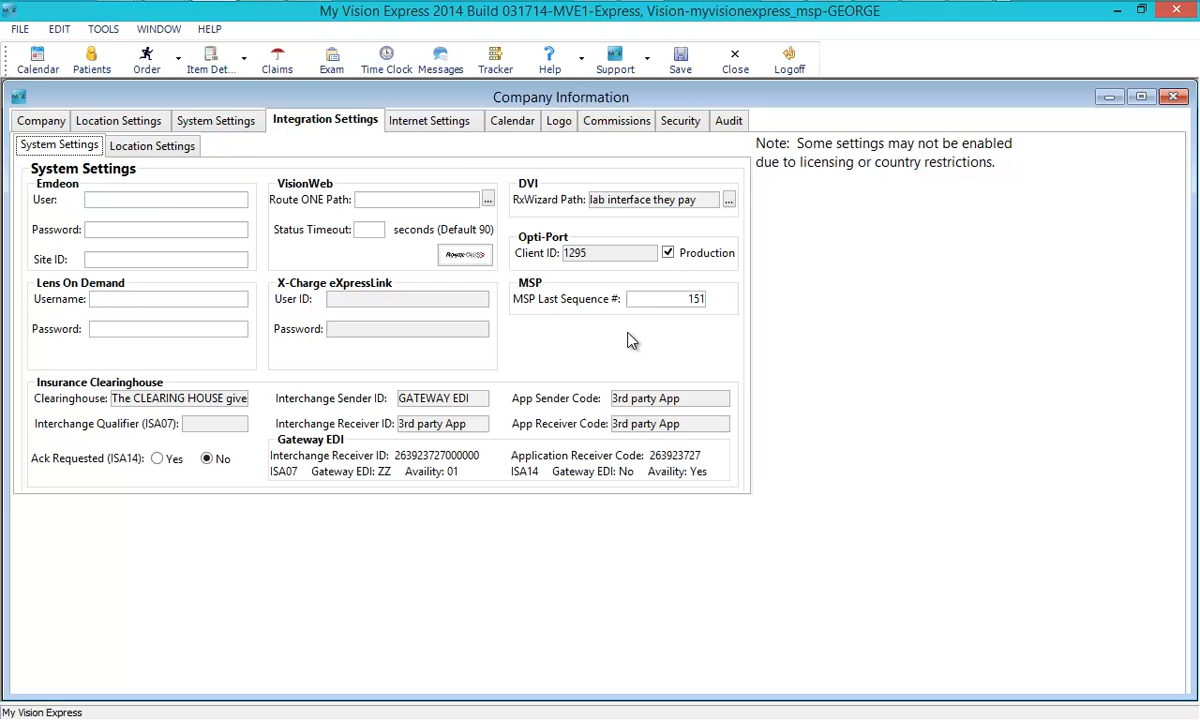 My Vision Express 2014 Build 031714-MVE1-Express, Vision-myvisionexpress_msp-GEORGE
FILE EDIT TOOLS WINDOW HELP
Calendar Patients Order Item Det... Claims Exam Time Clock Messages Tracker Help Support Save Close Logoff
Company Information
Company Location Settings System Settings Integration Settings Internet Settings Calendar Logo Commissions Security Audit
System Settings Location Settings
Note: Some settings may not be enabled
due to licensing or country restrictions.
System Settings
Emdeon
User:
Password:
Site ID:
VisionWeb
Route ONE Path: ...
Status Timeout: seconds (Default 90)
DVI
RxWizard Path: lab interface they pay ...
Opti-Port
Client ID: 1295 Production
Lens On Demand
Username:
Password:
X-Charge eXpressLink
User ID:
Password:
MSP
MSP Last Sequence #: 151
Insurance Clearinghouse
Clearinghouse: The CLEARING HOUSE give Interchange Sender ID: GATEWAY EDI App Sender Code: 3rd party App
Interchange Qualifier (ISA07): Interchange Receiver ID: 3rd party App App Receiver Code: 3rd party App
Ack Requested (ISA14): Yes No
Gateway EDI
Interchange Receiver ID: 263923727000000 Application Receiver Code: 263923727
ISA07 Gateway EDI: ZZ Availity: 01 ISA14 Gateway EDI: No Availity: Yes
My Vision Express